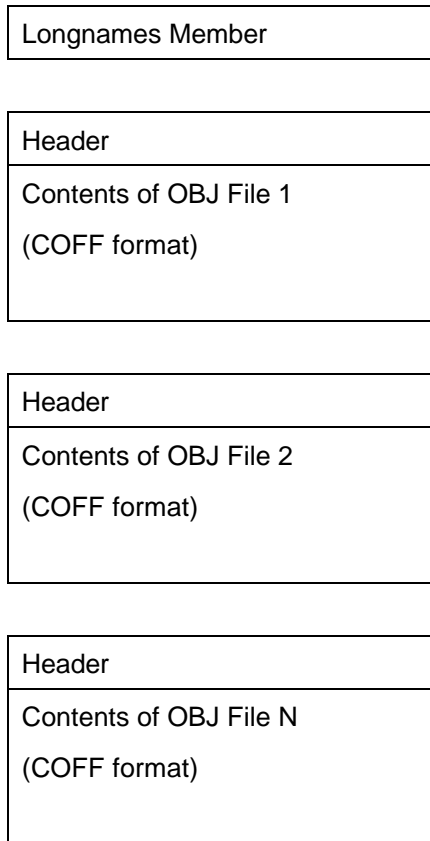 Longnames Member
Header
Contents of OBJ File 1
(COFF format)
Header
Contents of OBJ File 2
(COFF format)
Header
Contents of OBJ File N
(COFF format)